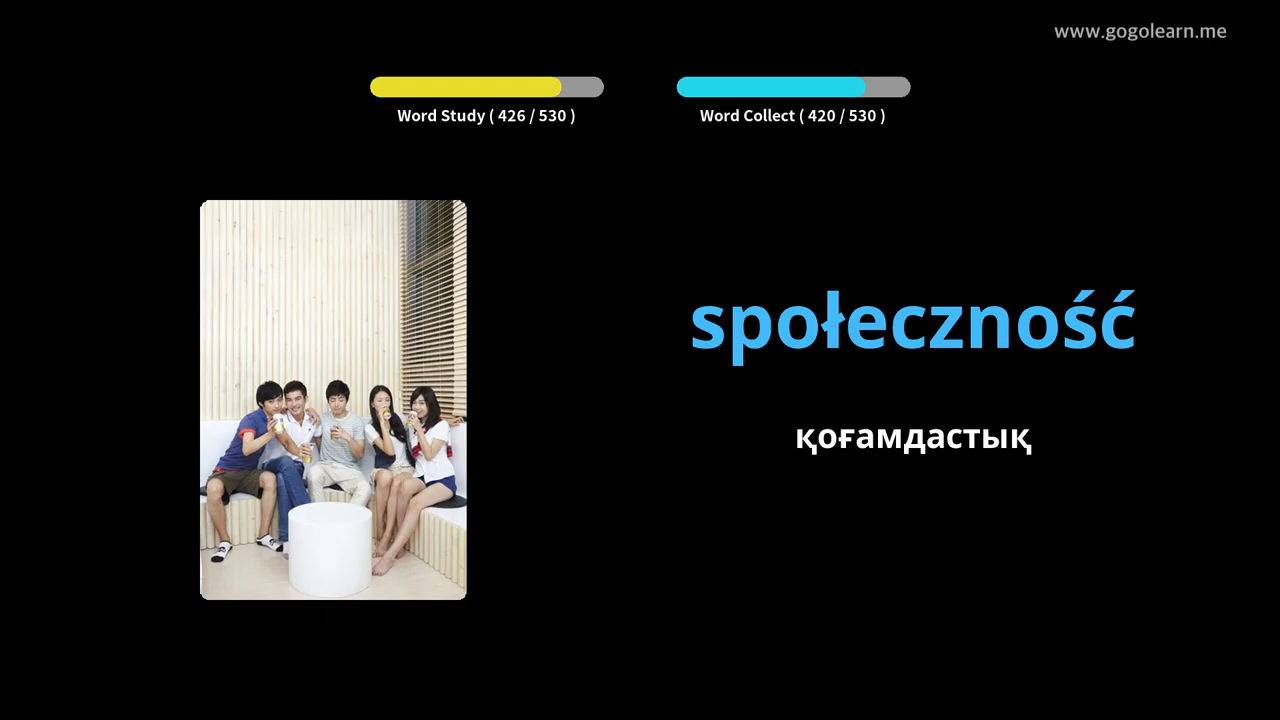 www.gogolearn.me
Word Study ( 426 / 530 )
Word Collect ( 420 / 530 )
społeczność
қоғамдастық